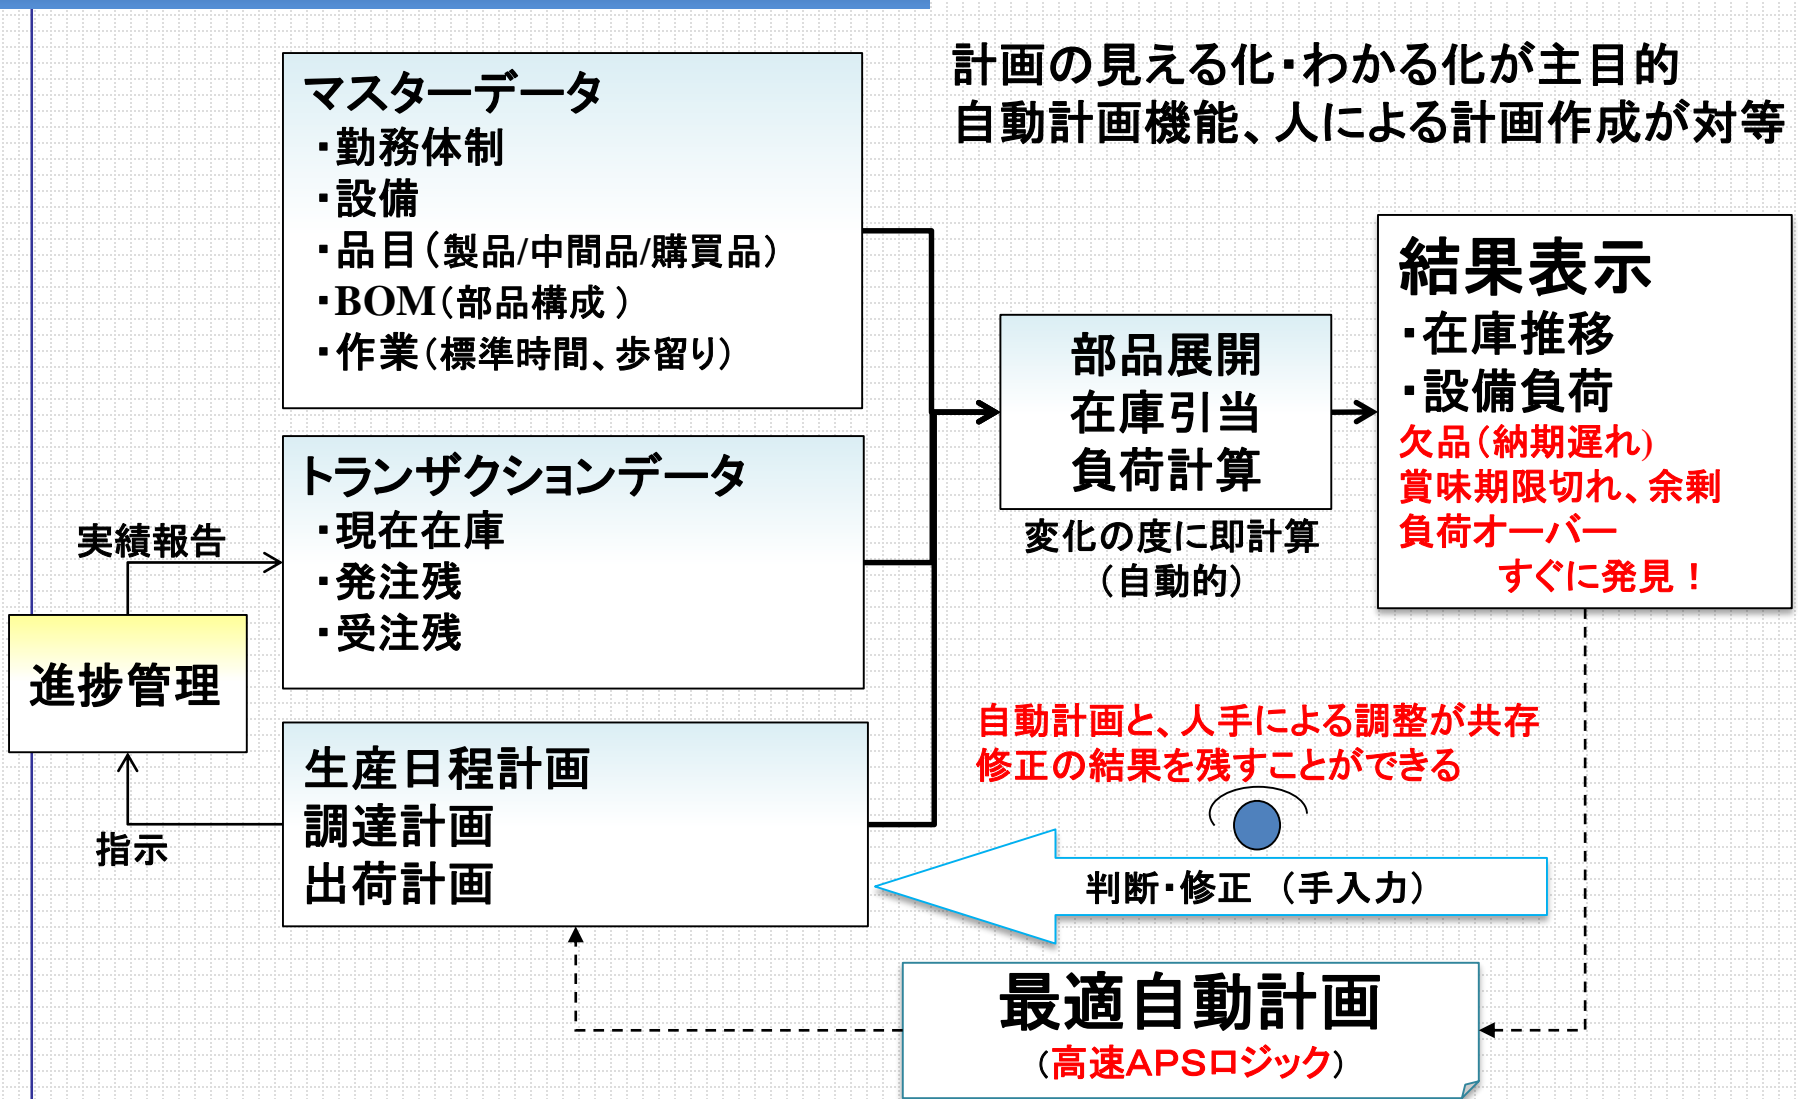 計画の見える化・わかる化が主目的
自動計画機能、人による計画作成が対等
マスターデータ
・勤務体制
・設備
・品目（製品/中間品/購買品）
・BOM（部品構成 ）
・作業（標準時間、歩留り）
トランザクションデータ
・現在在庫
・発注残
・受注残
実績報告
進捗管理
指示
生産日程計画
調達計画
出荷計画
部品展開
在庫引当
負荷計算
変化の度に即計算
（自動的）
結果表示
・在庫推移
・設備負荷
欠品（納期遅れ）
賞味期限切れ、余剰
負荷オーバー
すぐに発見！
自動計画と、人手による調整が共存
修正の結果を残すことができる
判断・修正 （手入力）
最適自動計画
（高速ＡＰＳロジック）